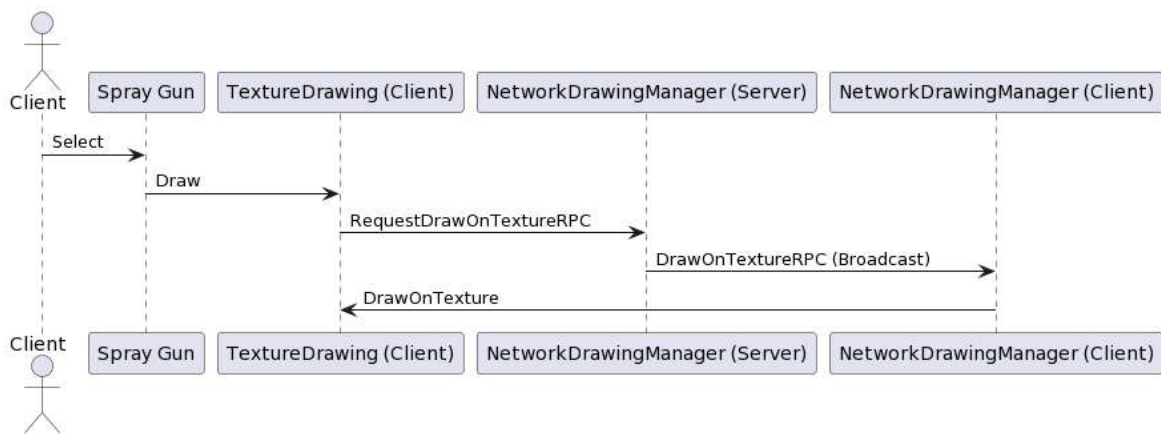 Client
Spray Gun
TextureDrawing (Client)
NetworkDrawingManager (Server)
NetworkDrawingManager (Client)
Select
Draw
RequestDrawOnTextureRPC
DrawOnTextureRPC (Broadcast)
DrawOnTexture
Client
Spray Gun
TextureDrawing (Client)
NetworkDrawingManager (Server)
NetworkDrawingManager (Client)